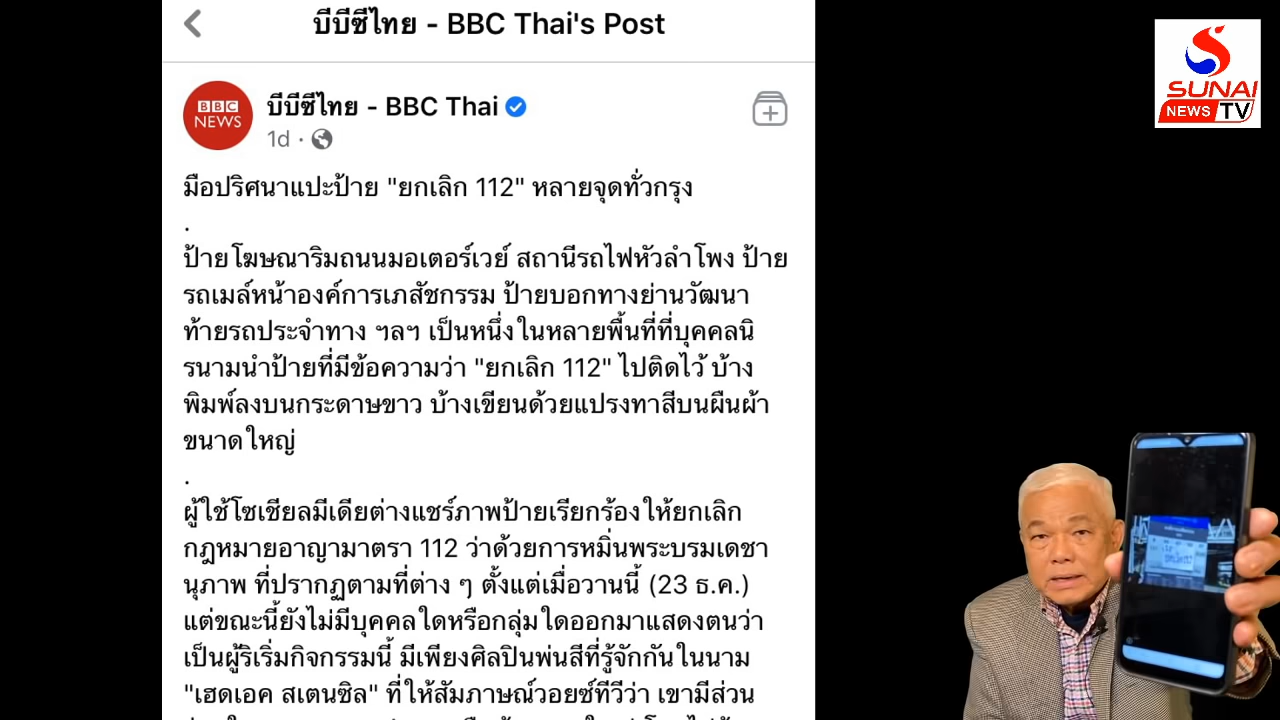 บีบีซีไทย - BBC Thai's Post
SUNAI
NEWS TV
BBC
NEWS
บีบีซีไทย - BBC Thai
1d ·
มือปริศนาแปะป้าย "ยกเลิก 112" หลายจุดทั่วกรุง
.
ป้ายโฆษณาริมถนนมอเตอร์เวย์ สถานีรถไฟหัวลำโพง ป้าย
รถเมล์หน้าองค์การเภสัชกรรม ป้ายบอกทางย่านวัฒนา
ท้ายรถประจำทาง ฯลฯ เป็นหนึ่งในหลายพื้นที่ที่บุคคลนิ
รนามนำป้ายที่มีข้อความว่า "ยกเลิก 112" ไปติดไว้ บ้าง
พิมพ์ลงบนกระดาษขาว บ้างเขียนด้วยแปรงทาสีบนผืนผ้า
ขนาดใหญ่
.
ผู้ใช้โซเชียลมีเดียต่างแชร์ภาพป้ายเรียกร้องให้ยกเลิก
กฎหมายอาญามาตรา 112 ว่าด้วยการหมิ่นพระบรมเดชา
นุภาพ ที่ปรากฏตามที่ต่าง ๆ ตั้งแต่เมื่อวานนี้ (23 ธ.ค.)
แต่ขณะนี้ยังไม่มีบุคคลใดหรือกลุ่มใดออกมาแสดงตนว่า
เป็นผู้ริเริ่มกิจกรรมนี้ มีเพียงศิลปินพ่นสีที่รู้จักกันในนาม
"เฮดเอค สเตนซิล" ที่ให้สัมภาษณ์วอยซ์ทีวีว่า เขามีส่วน